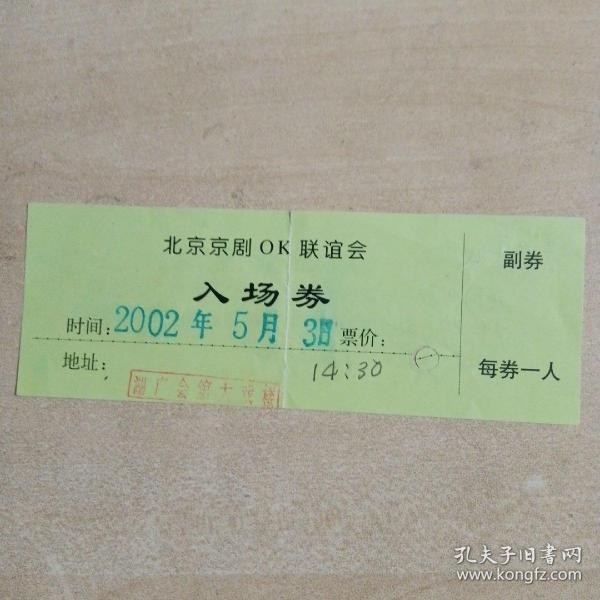 北京京剧OK联谊会
入场券
时间:2002年5月3日 票价:
地址:
14:30
副券
每券一人
孔夫子旧书网
www.kongfz.com